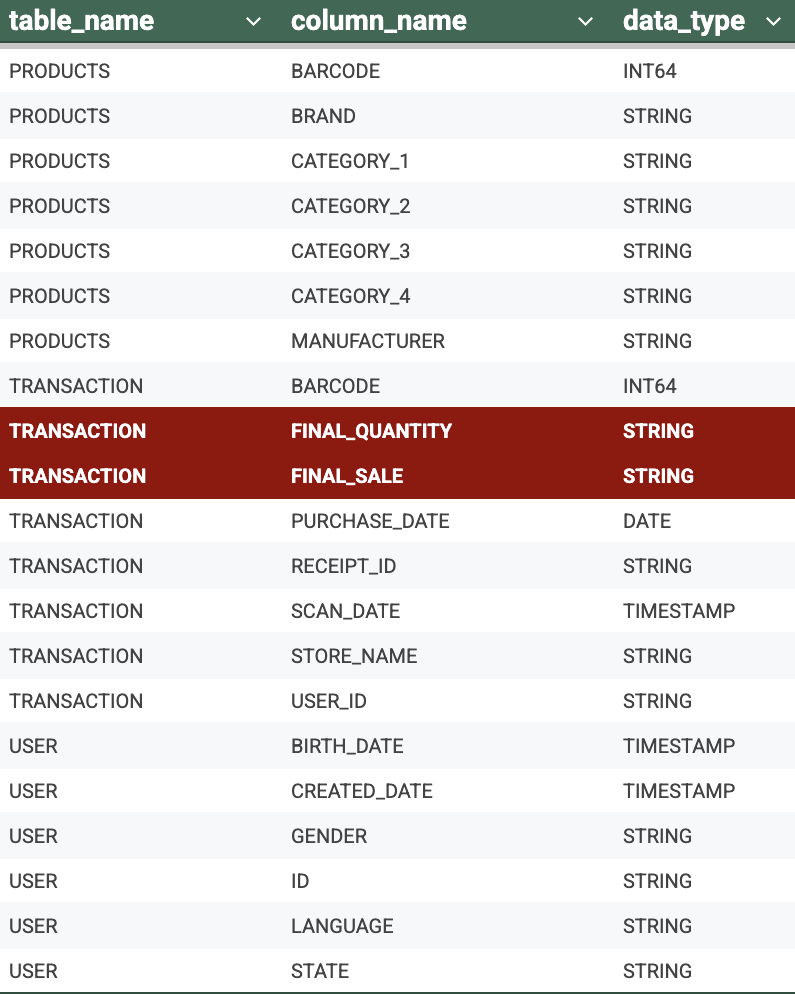 table_name column_name data_type
PRODUCTS BARCODE INT64
PRODUCTS BRAND STRING
PRODUCTS CATEGORY_1 STRING
PRODUCTS CATEGORY_2 STRING
PRODUCTS CATEGORY_3 STRING
PRODUCTS CATEGORY_4 STRING
PRODUCTS MANUFACTURER STRING
TRANSACTION BARCODE INT64
TRANSACTION FINAL_QUANTITY STRING
TRANSACTION FINAL_SALE STRING
TRANSACTION PURCHASE_DATE DATE
TRANSACTION RECEIPT_ID STRING
TRANSACTION SCAN_DATE TIMESTAMP
TRANSACTION STORE_NAME STRING
TRANSACTION USER_ID STRING
USER BIRTH_DATE TIMESTAMP
USER CREATED_DATE TIMESTAMP
USER GENDER STRING
USER ID STRING
USER LANGUAGE STRING
USER STATE STRING